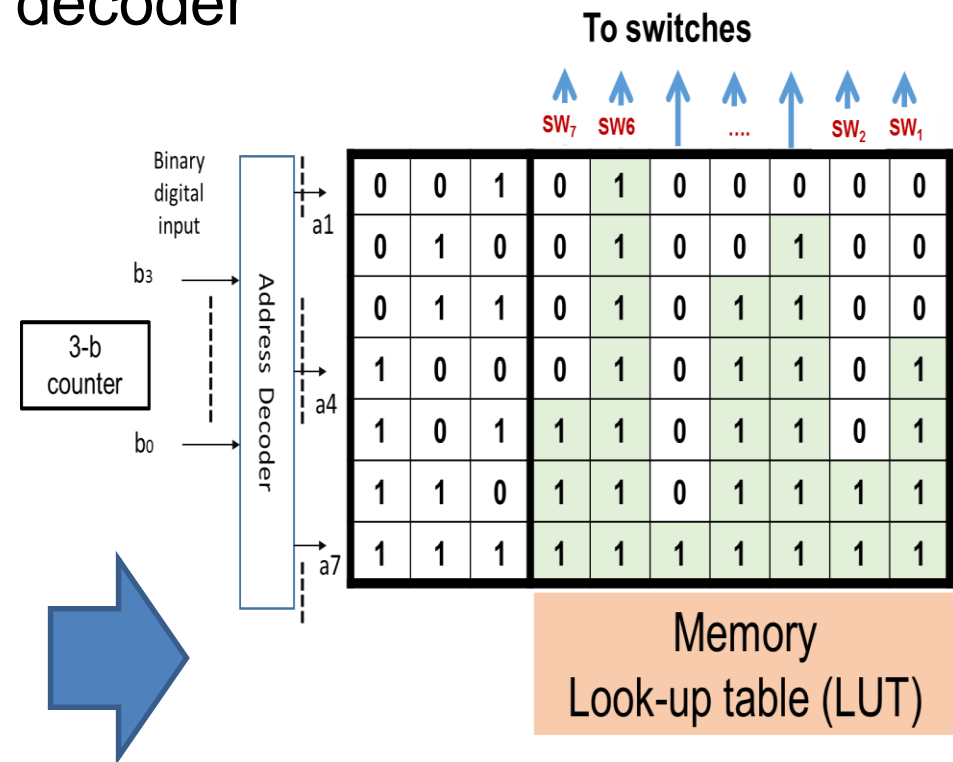 decoder
To switches
SW₇ SW6 .... SW₂ SW₁
Binary
digital
input
b₃
3-b
counter
b₀
Address Decoder
a1
a4
a7
0 0 1 0 1 0 0 0 0 0
0 1 0 0 1 0 0 1 0 0
0 1 1 0 1 0 1 1 0 0
1 0 0 0 1 0 1 1 0 1
1 0 1 1 1 0 1 1 0 1
1 1 0 1 1 0 1 1 1 1
1 1 1 1 1 1 1 1 1 1
Memory
Look-up table (LUT)